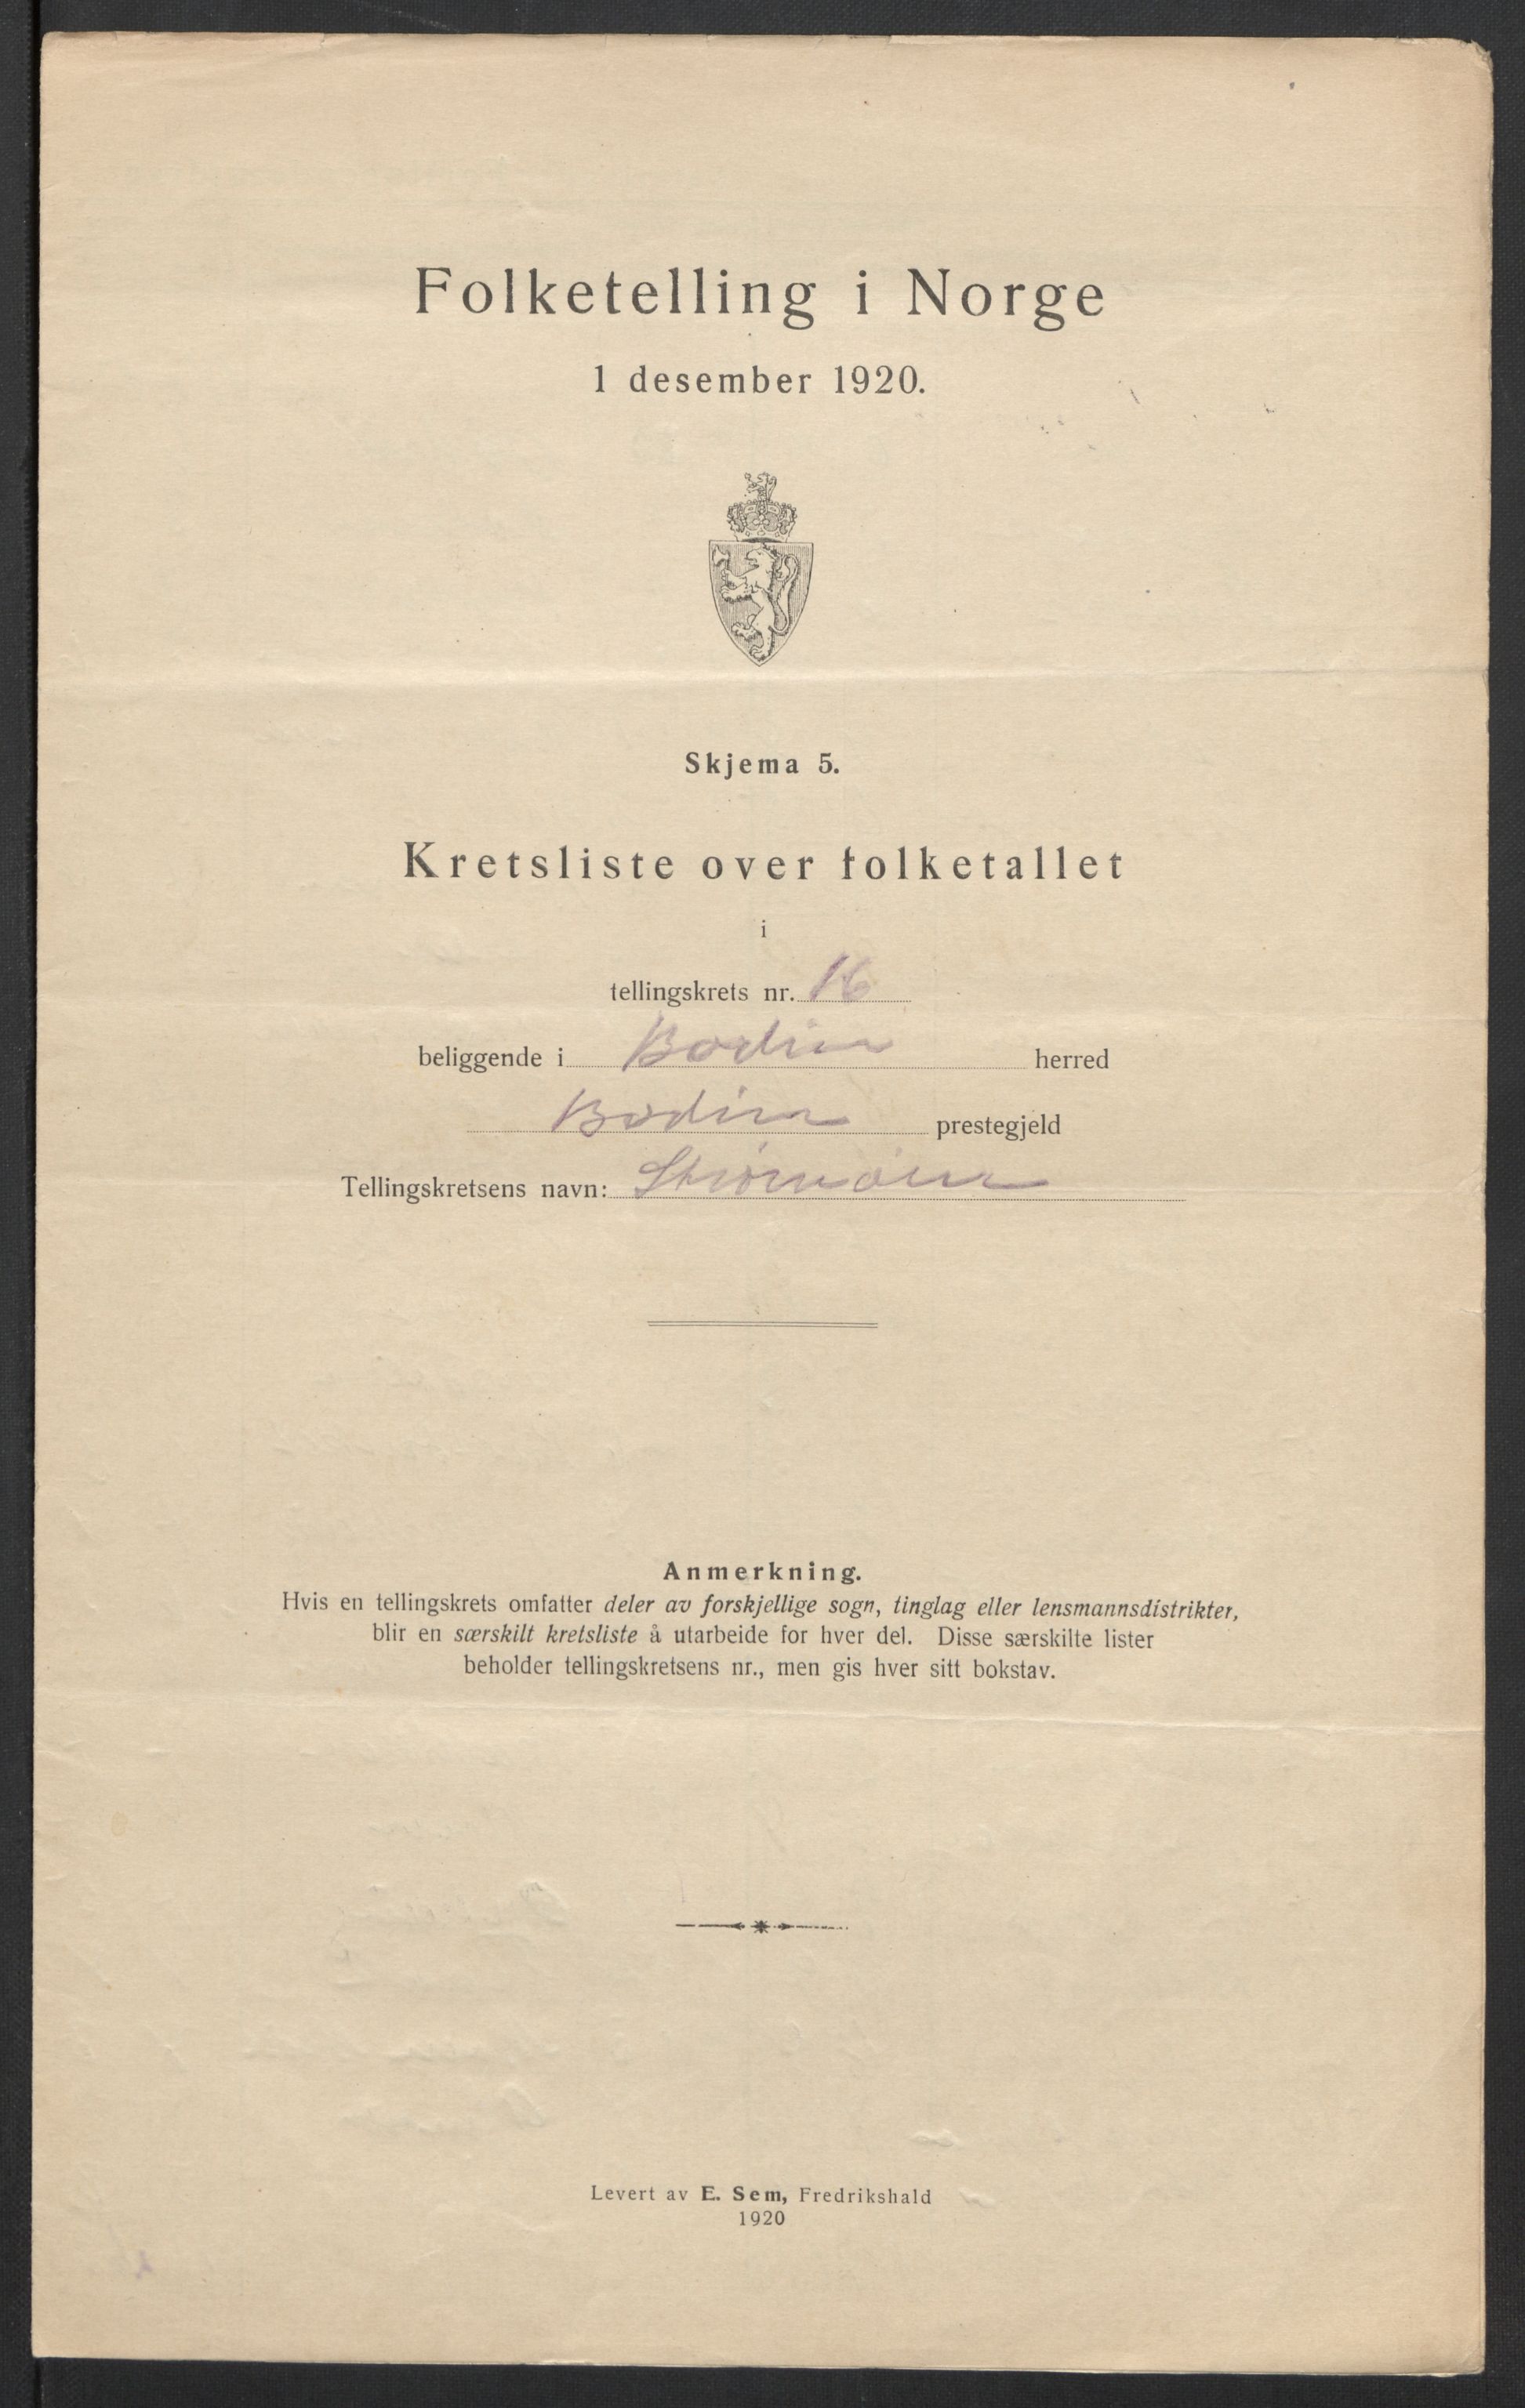 Folketelling i Norge
1 desember 1920.
Skjema 5.
Kretsliste over folketallet
i
tellingskrets nr. 16
beliggende i Bodin herred
Bodin prestegjeld
Tellingskretsens navn: Strømøen
Anmerkning.
Hvis en tellingskrets omfatter deler av forskjellige sogn, tinglag eller lensmannsdistrikter,
blir en særskilt kretsliste å utarbeide for hver del. Disse særskilte lister
beholder tellingskretsens nr., men gis hver sitt bokstav.
Levert av E. Sem, Fredrikshald
1920